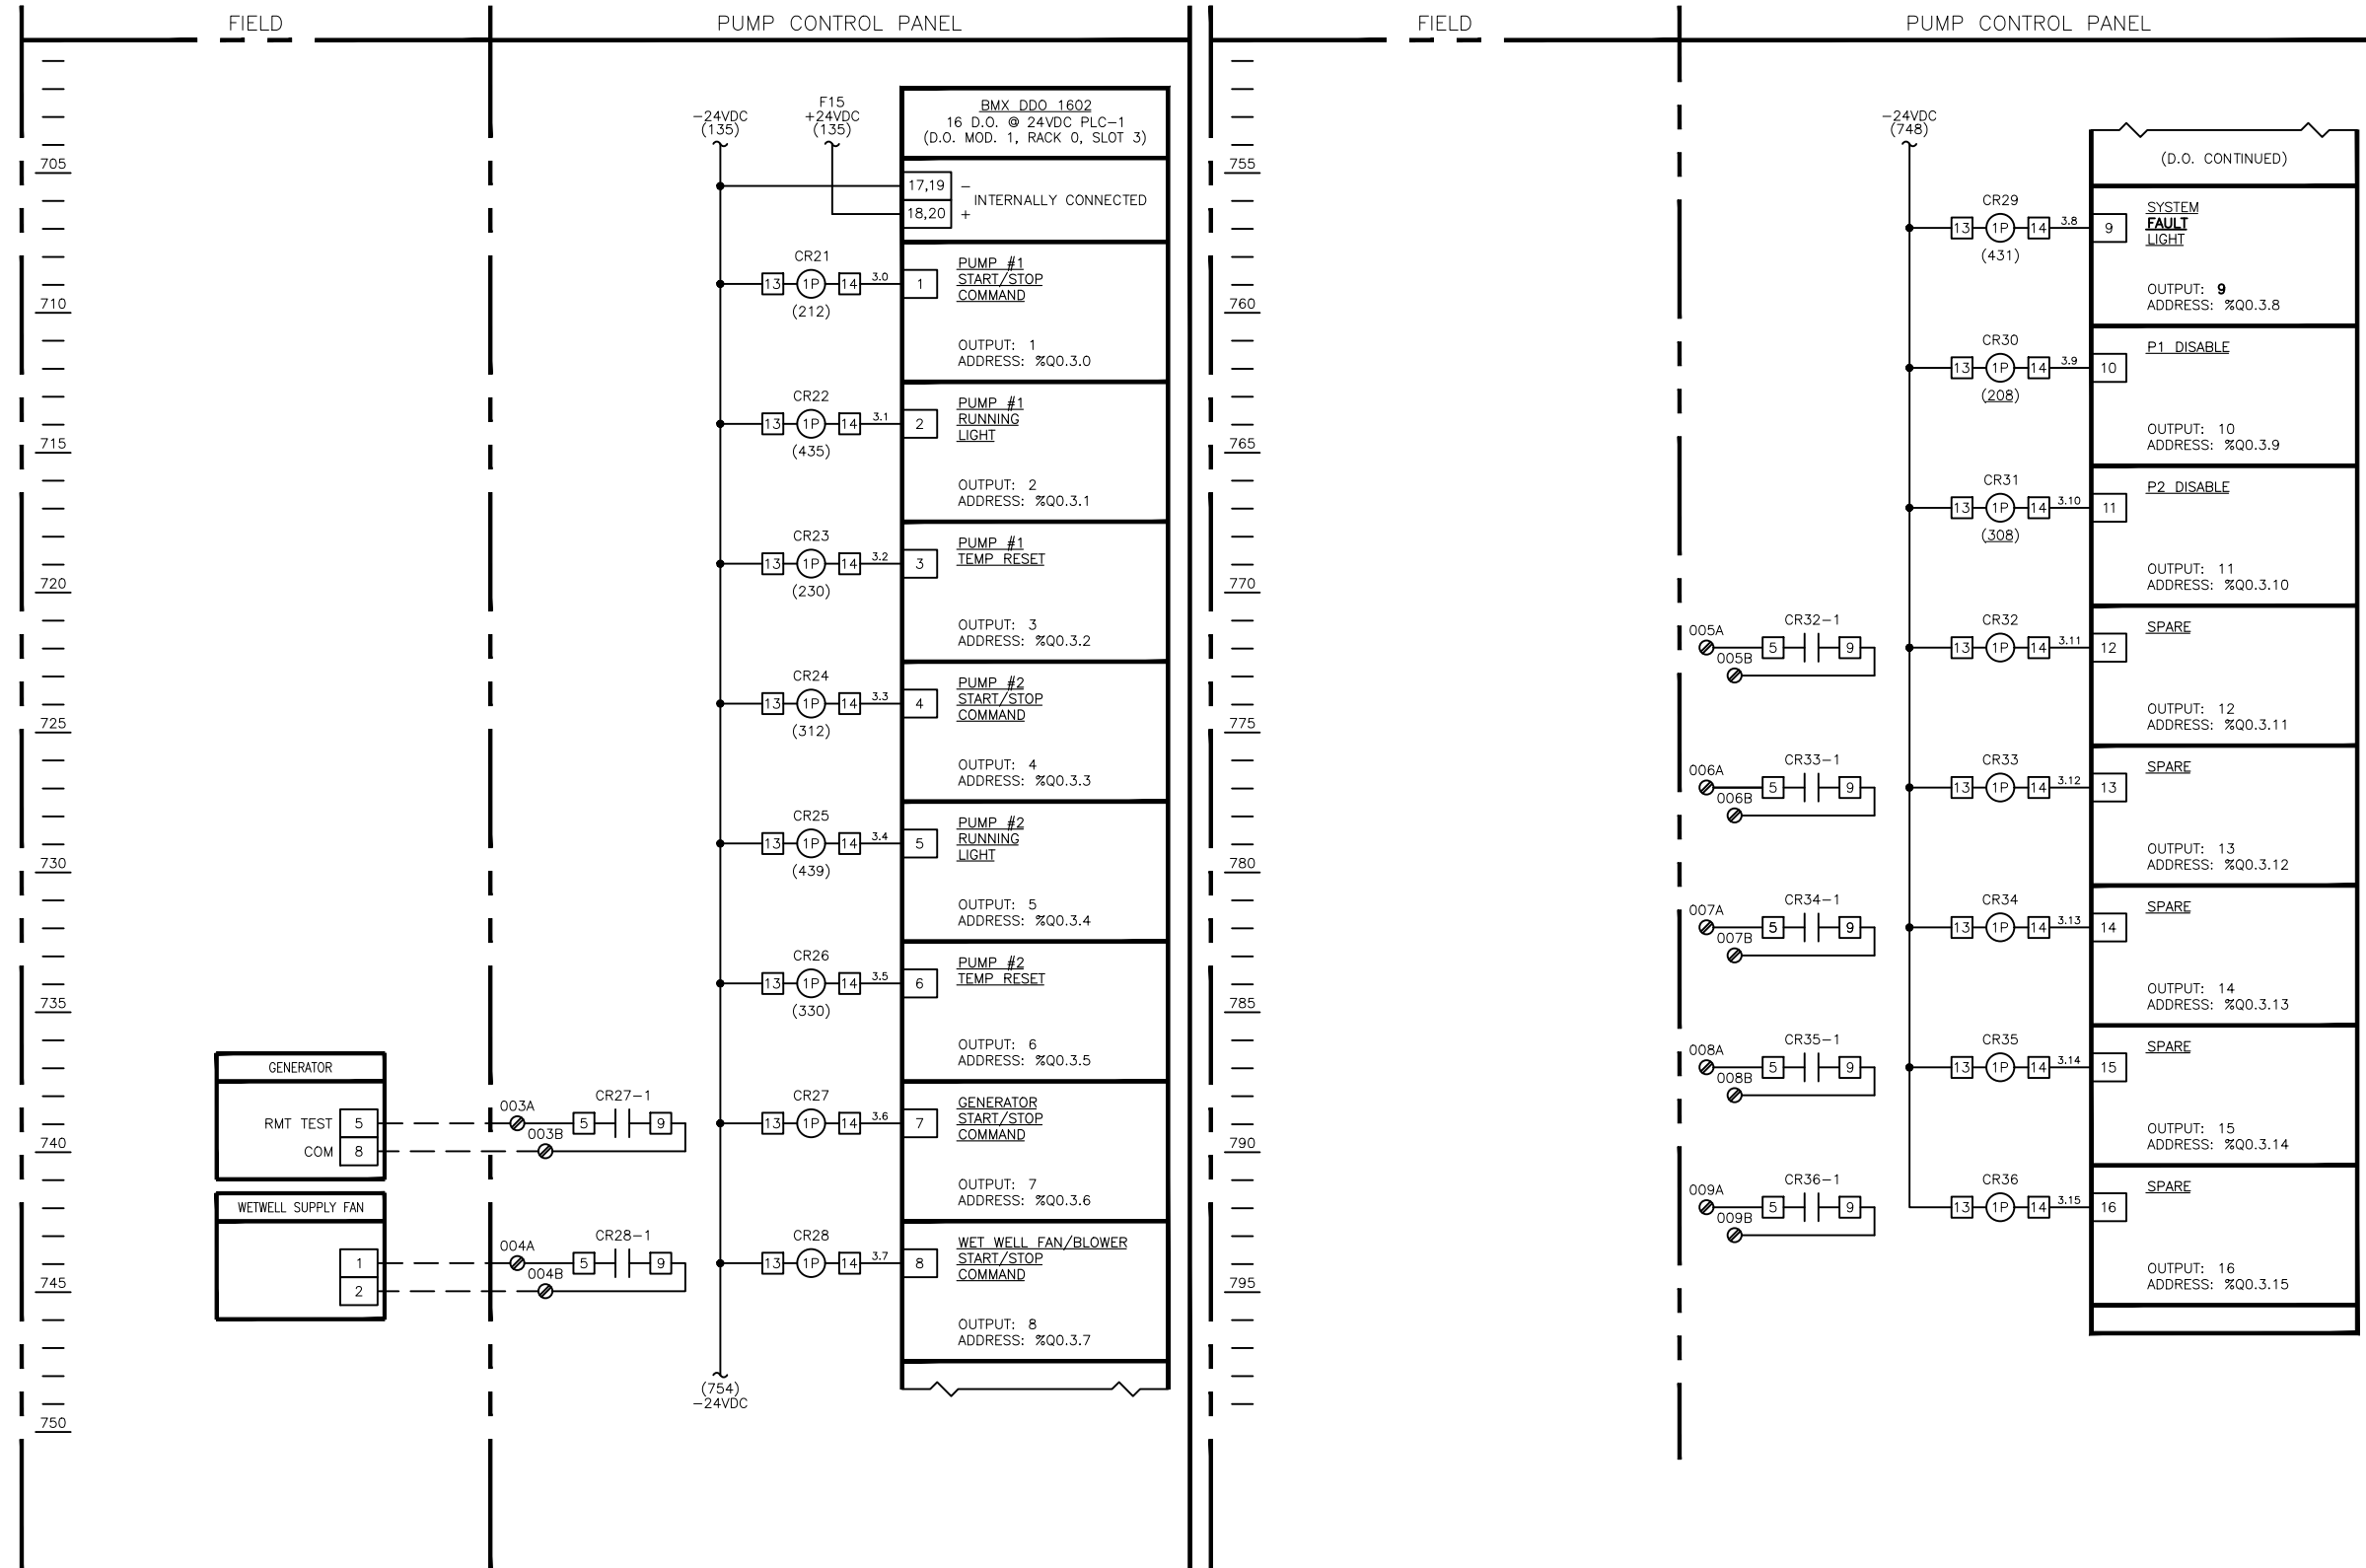 FIELD
PUMP CONTROL PANEL
-24VDC
(135)
F15
+24VDC
(135)
BMX DDO 1602
16 D.O. @ 24VDC PLC-1
(D.O. MOD. 1, RACK 0, SLOT 3)
705
17,19 -
INTERNALLY CONNECTED
18,20 +
CR21
13 1P 14 3.0 1
(212)
PUMP #1
START/STOP
COMMAND
710
OUTPUT: 1
ADDRESS: %Q0.3.0
CR22
13 1P 14 3.1 2
(435)
PUMP #1
RUNNING
LIGHT
715
OUTPUT: 2
ADDRESS: %Q0.3.1
CR23
13 1P 14 3.2 3
(230)
PUMP #1
TEMP RESET
720
OUTPUT: 3
ADDRESS: %Q0.3.2
CR24
13 1P 14 3.3 4
(312)
PUMP #2
START/STOP
COMMAND
725
OUTPUT: 4
ADDRESS: %Q0.3.3
CR25
13 1P 14 3.4 5
(439)
PUMP #2
RUNNING
LIGHT
730
OUTPUT: 5
ADDRESS: %Q0.3.4
CR26
13 1P 14 3.5 6
(330)
PUMP #2
TEMP RESET
735
OUTPUT: 6
ADDRESS: %Q0.3.5
GENERATOR
RMT TEST 5
COM 8
003A
003B
CR27-1
5 9
CR27
13 1P 14 3.6 7
GENERATOR
START/STOP
COMMAND
740
OUTPUT: 7
ADDRESS: %Q0.3.6
WETWELL SUPPLY FAN
1
2
004A
004B
CR28-1
5 9
CR28
13 1P 14 3.7 8
WET WELL FAN/BLOWER
START/STOP
COMMAND
745
OUTPUT: 8
ADDRESS: %Q0.3.7
(754)
-24VDC
750
FIELD
PUMP CONTROL PANEL
-24VDC
(748)
(D.O. CONTINUED)
755
CR29
13 1P 14 3.8 9
(431)
SYSTEM
FAULT
LIGHT
760
OUTPUT: 9
ADDRESS: %Q0.3.8
CR30
13 1P 14 3.9 10
(208)
P1 DISABLE
765
OUTPUT: 10
ADDRESS: %Q0.3.9
CR31
13 1P 14 3.10 11
(308)
P2 DISABLE
770
OUTPUT: 11
ADDRESS: %Q0.3.10
005A
005B
CR32-1
5 9
CR32
13 1P 14 3.11 12
SPARE
775
OUTPUT: 12
ADDRESS: %Q0.3.11
006A
006B
CR33-1
5 9
CR33
13 1P 14 3.12 13
SPARE
780
OUTPUT: 13
ADDRESS: %Q0.3.12
007A
007B
CR34-1
5 9
CR34
13 1P 14 3.13 14
SPARE
785
OUTPUT: 14
ADDRESS: %Q0.3.13
008A
008B
CR35-1
5 9
CR35
13 1P 14 3.14 15
SPARE
790
OUTPUT: 15
ADDRESS: %Q0.3.14
009A
009B
CR36-1
5 9
CR36
13 1P 14 3.15 16
SPARE
795
OUTPUT: 16
ADDRESS: %Q0.3.15